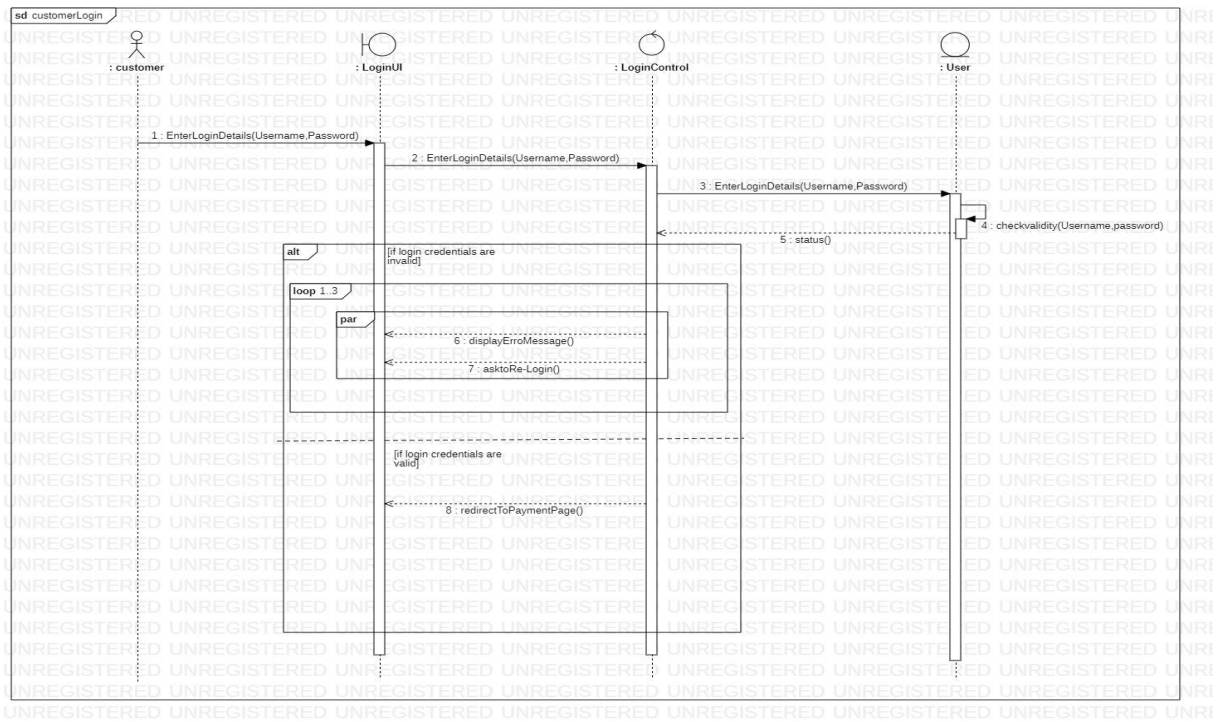 sd customerLogin
: customer
: LoginUI
: LoginControl
: User
1 : EnterLoginDetails(Username,Password)
2 : EnterLoginDetails(Username,Password)
3 : EnterLoginDetails(Username,Password)
4 : checkvalidity(Username,password)
5 : status()
alt
[if login credentials are
invalid]
loop 1..3
par
6 : displayErroMessage()
7 : asktoRe-Login()
[if login credentials are
valid]
8 : redirectToPaymentPage()
UNREGISTERED